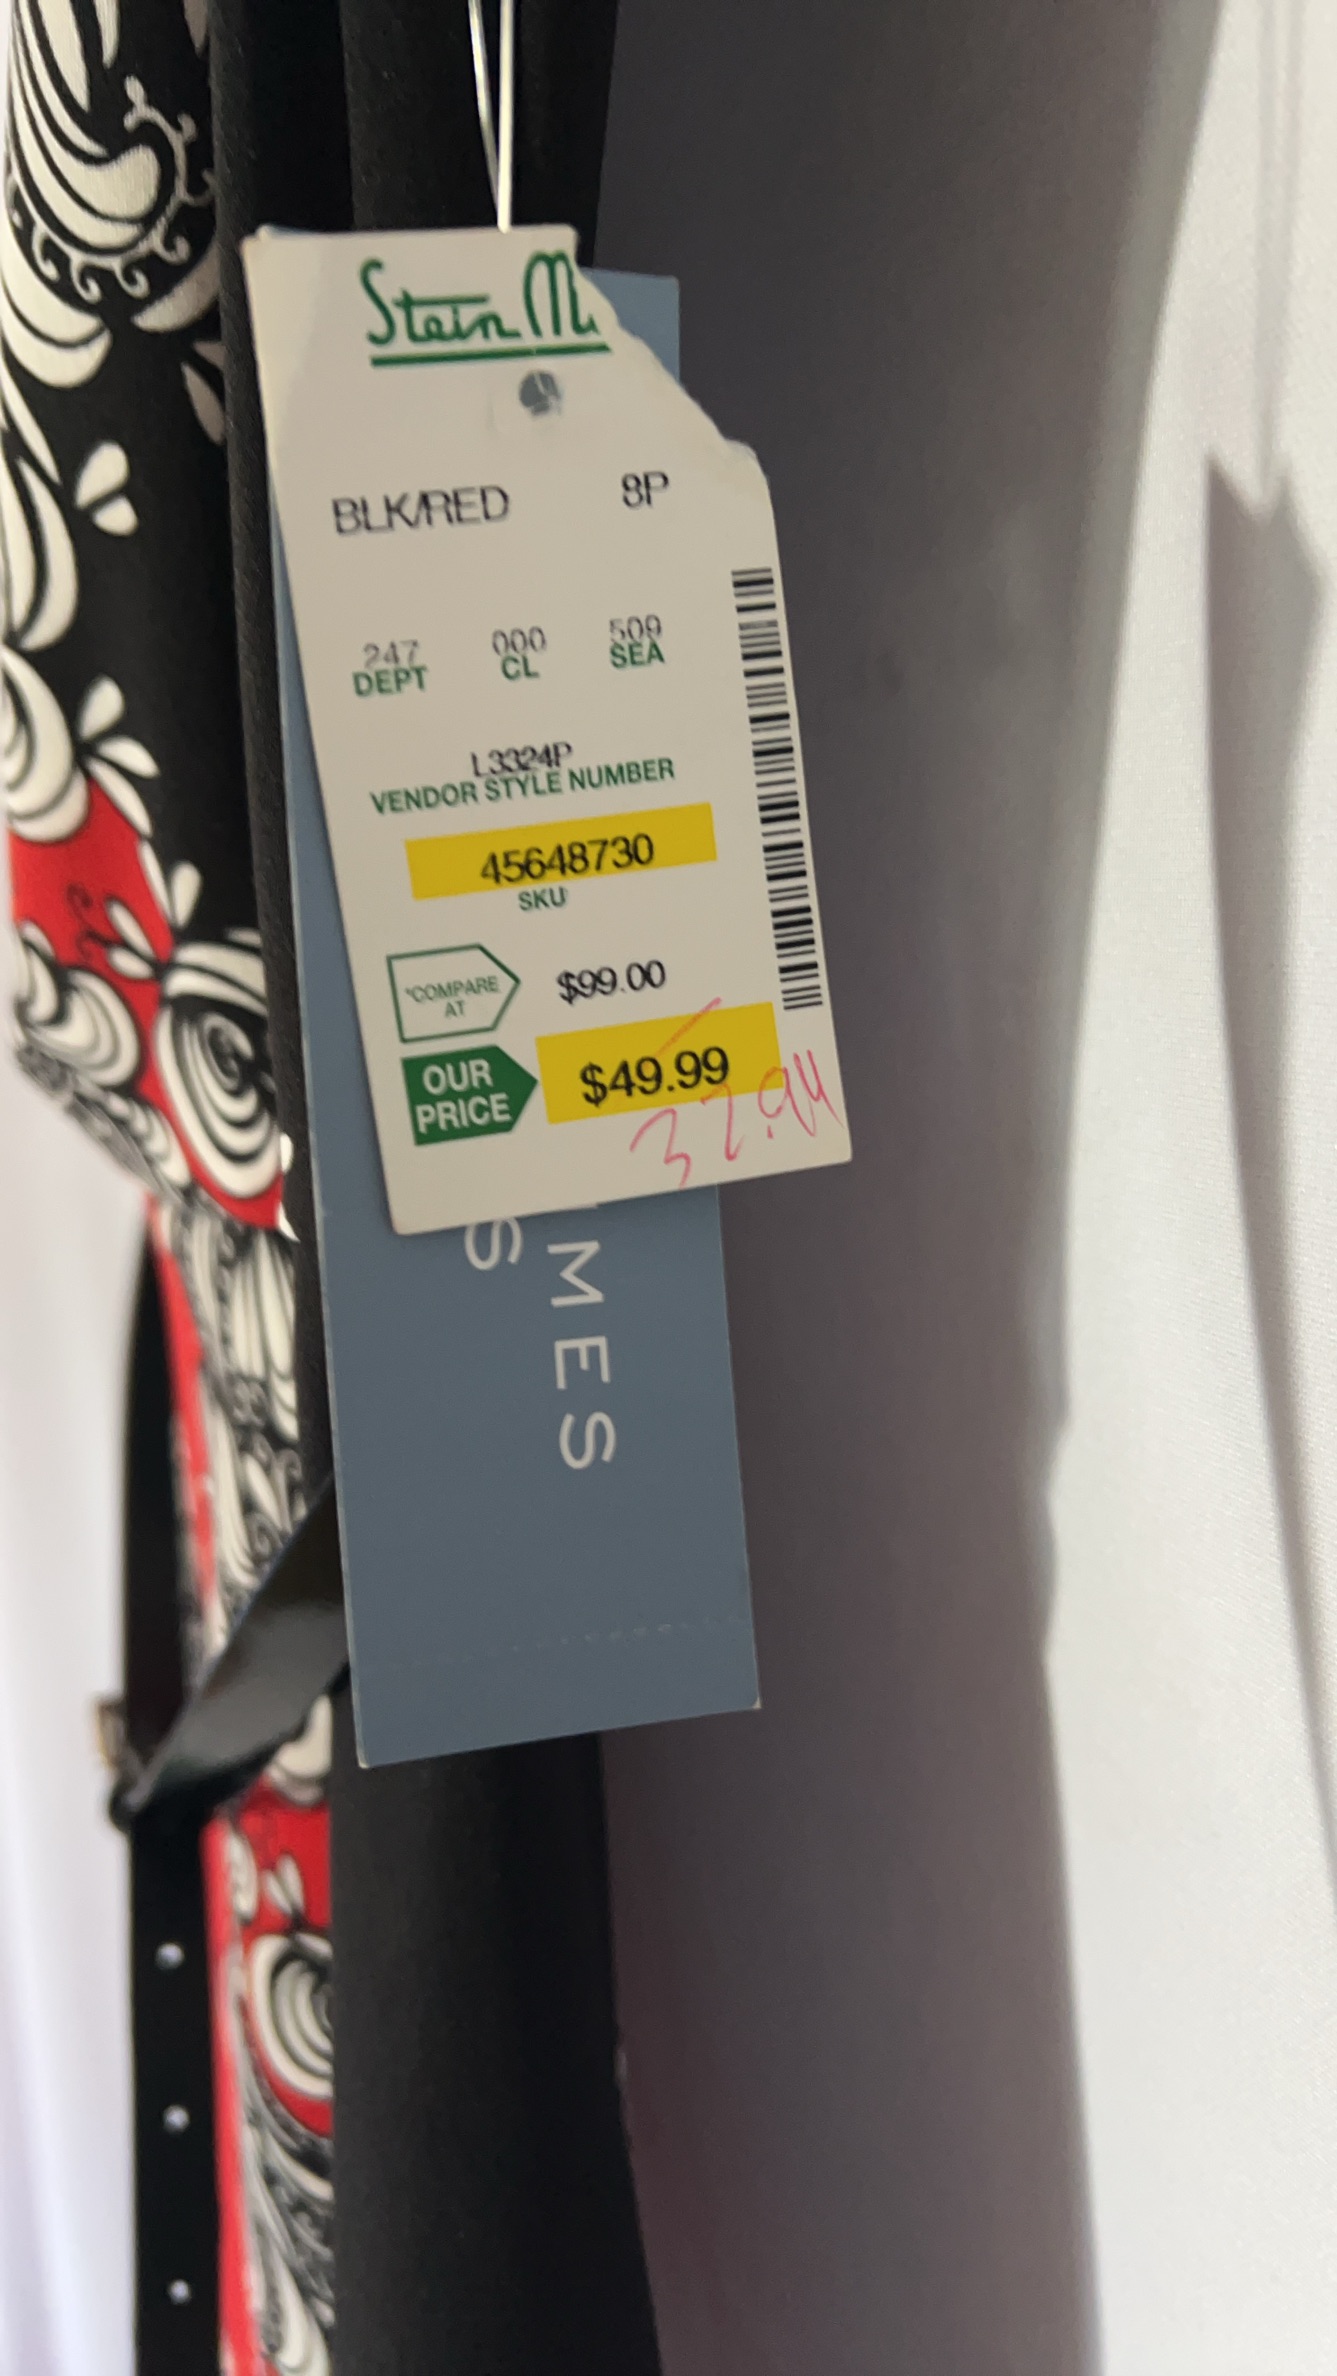 Stein M
BLK/RED 8P
247 000 509
DEPT CL SEA
L3324P
VENDOR STYLE NUMBER
45648730
SKU
*COMPARE
AT
$99.00
OUR
PRICE
$49.99
37.94
MES
S